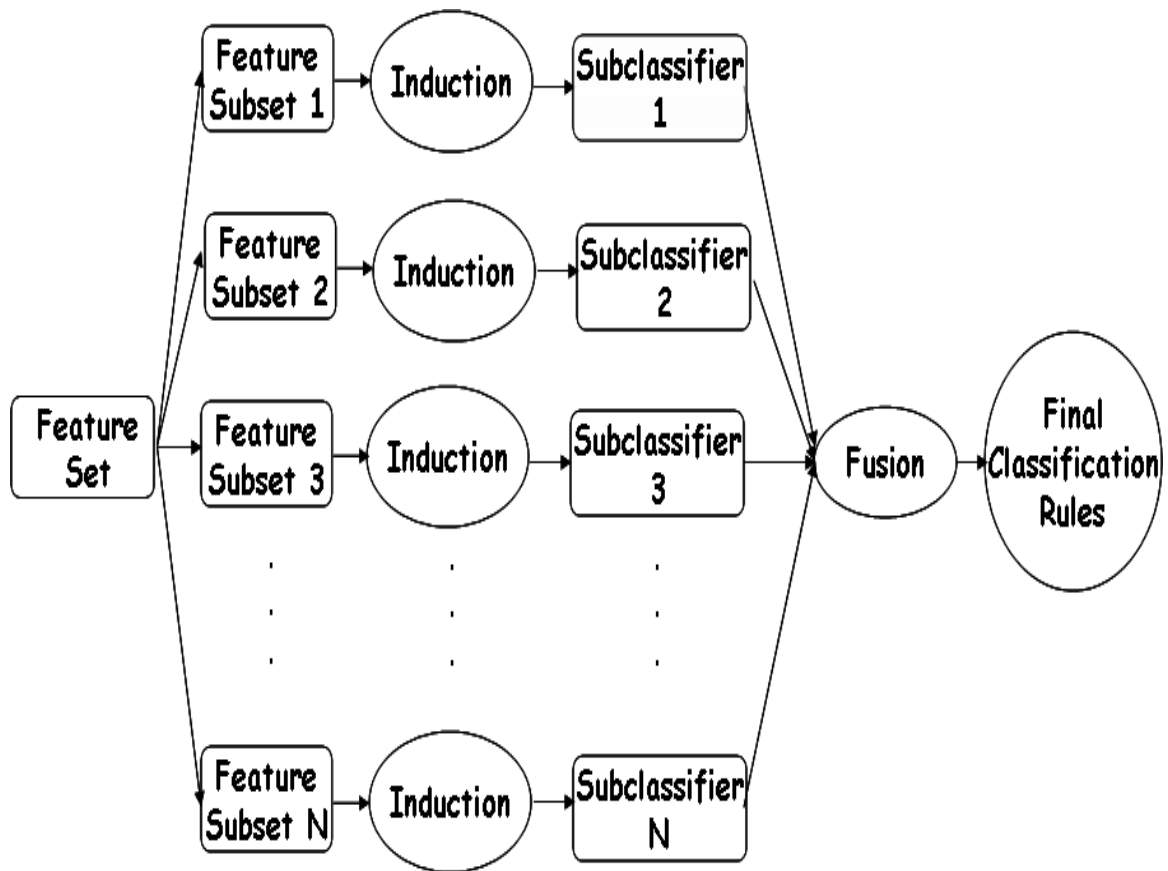 Feature
Subset 1
Induction
Subclassifier
1
Feature
Subset 2
Induction
Subclassifier
2
Feature
Set
Feature
Subset 3
Induction
Subclassifier
3
Fusion
Final
Classification
Rules
. . .
. . .
. . .
Feature
Subset N
Induction
Subclassifier
N